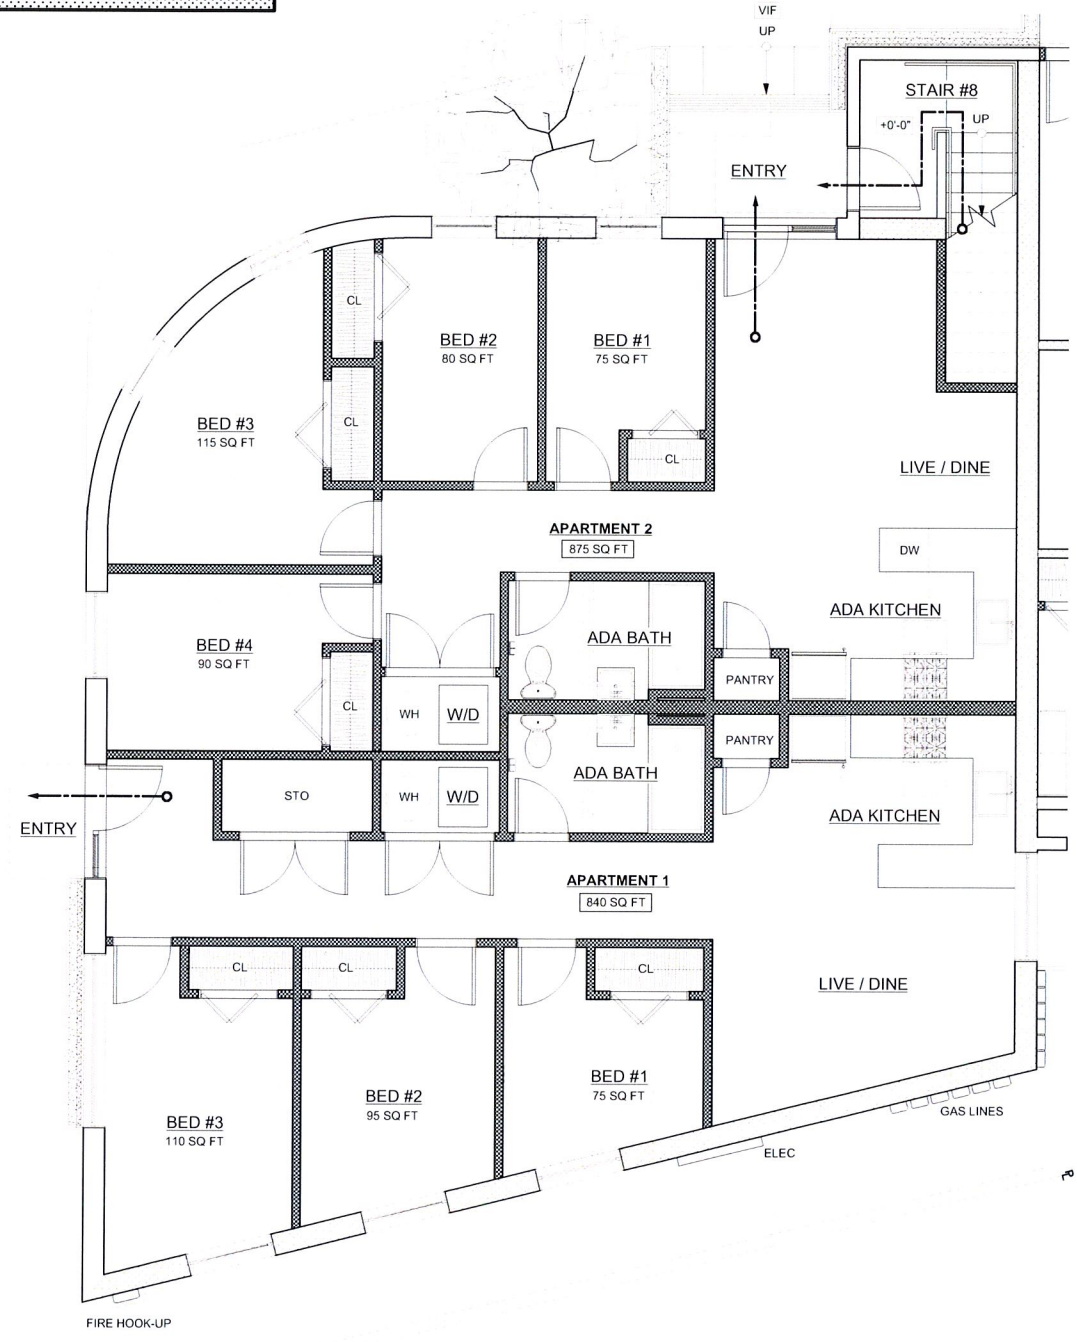 VIF
UP
STAIR #8
+0'-0"
UP
ENTRY
CL
BED #2
80 SQ FT
BED #1
75 SQ FT
BED #3
115 SQ FT
CL
CL
LIVE / DINE
APARTMENT 2
875 SQ FT
DW
ADA KITCHEN
ADA BATH
BED #4
90 SQ FT
PANTRY
CL
WH
W/D
PANTRY
ADA BATH
STO
WH
W/D
ENTRY
ADA KITCHEN
APARTMENT 1
840 SQ FT
CL
CL
CL
LIVE / DINE
BED #1
75 SQ FT
BED #2
95 SQ FT
BED #3
110 SQ FT
GAS LINES
ELEC
FIRE HOOK-UP